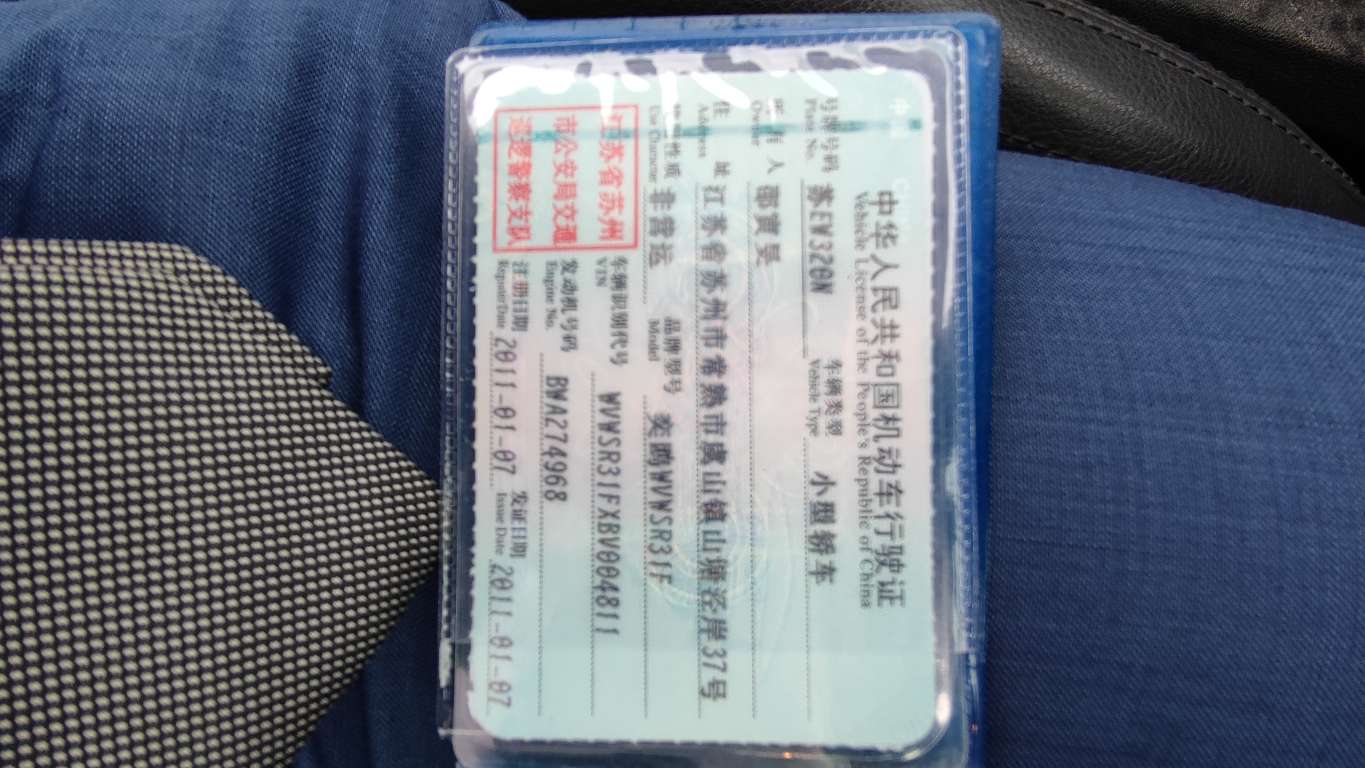 中华人民共和国机动车行驶证
Vehicle License of the People's Republic of China
号牌号码 苏EW320N 车辆类型 小型轿车
Plate No. Vehicle Type
所有人 邵寅昊
Owner
住址 江苏省苏州市常熟市虞山镇山塘泾岸37号
Address
使用性质 非营运 品牌型号 WVWSR31F
Use Character Model
江苏省苏州
市公安局交通
巡逻警察支队
车辆识别代号 WVWSR31FXBV004811
VIN
发动机号码 BWA274968
Engine No.
注册日期 2011-01-07 发证日期 2011-01-07
Register Date Issue Date